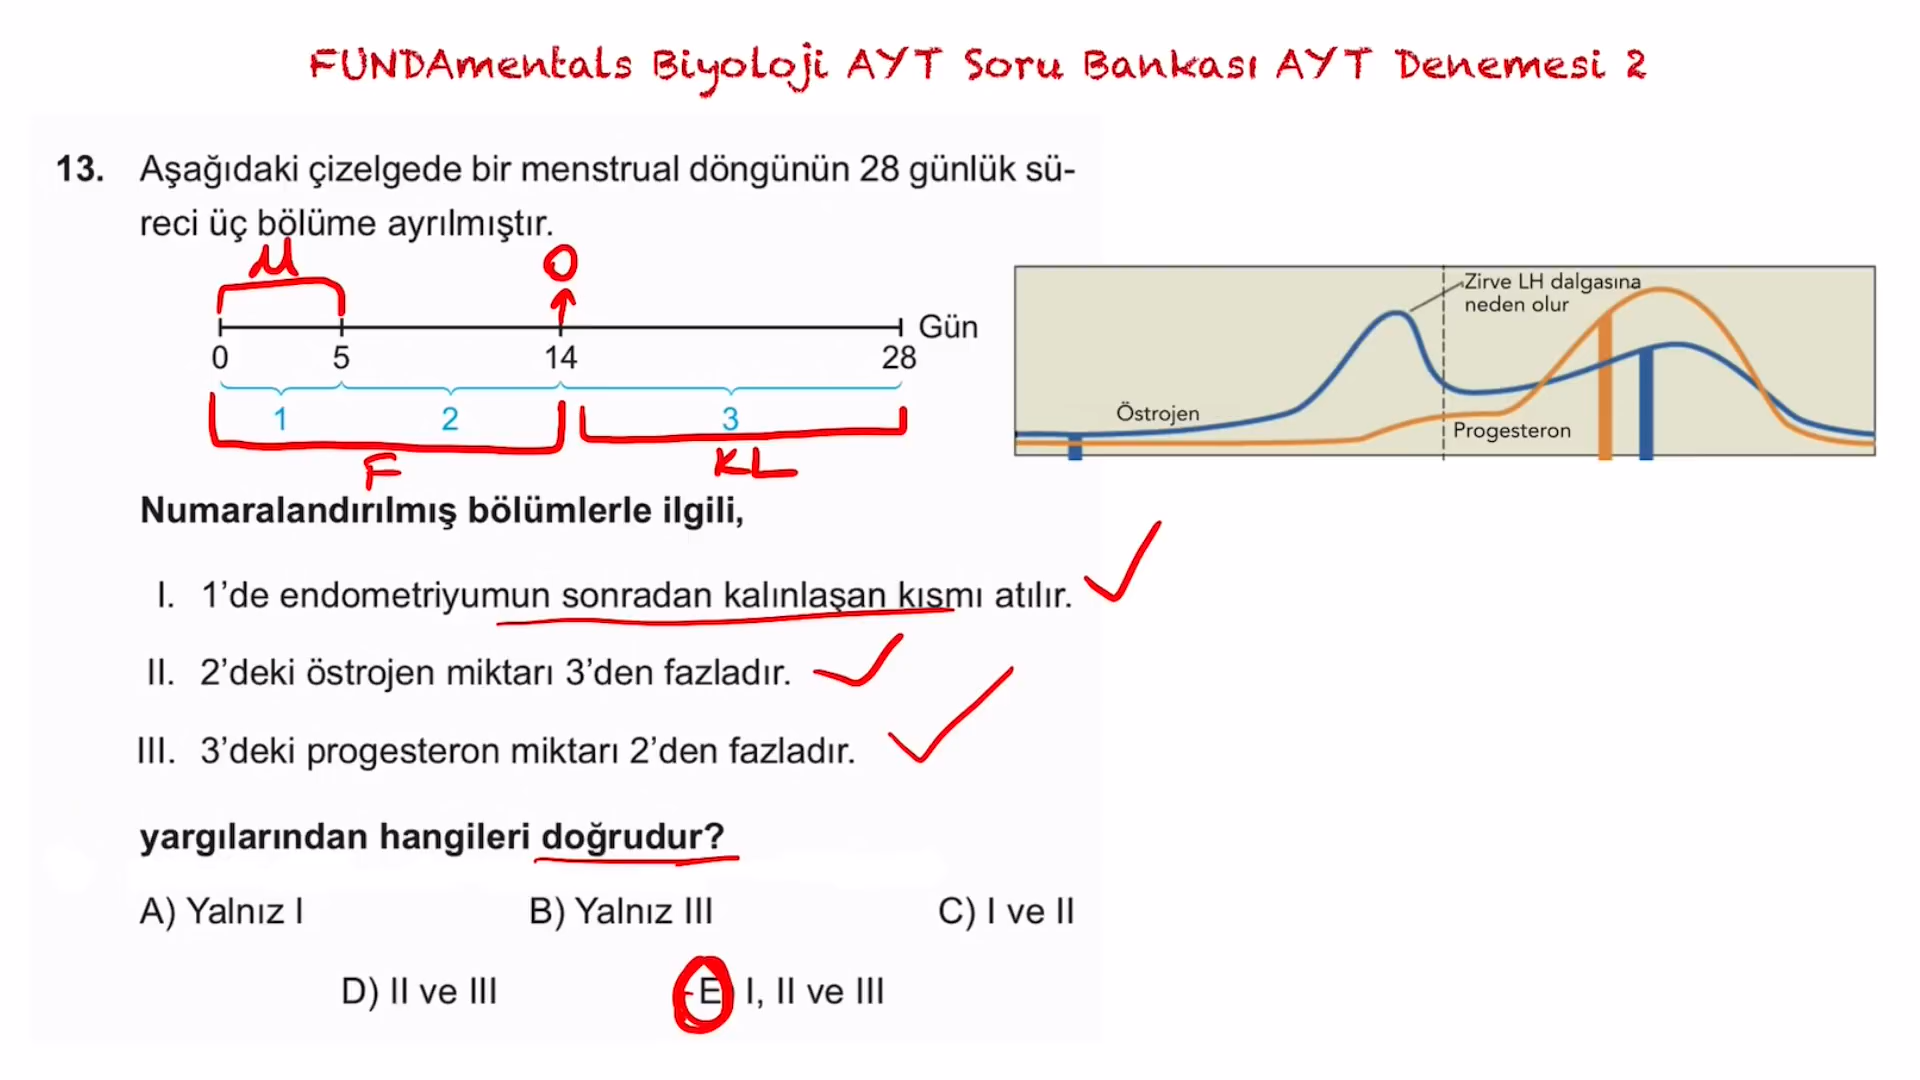 FUNDAmentals Biyoloji AYT Soru Bankası AYT Denemesi 2
13. Aşağıdaki çizelgede bir menstrual döngünün 28 günlük sü-
reci üç bölüme ayrılmıştır.
M
O
Gün
0 5 14 28
1 2 3
F KL
Zirve LH dalgasına
neden olur
Östrojen
Progesteron
Numaralandırılmış bölümlerle ilgili,
I. 1'de endometriyumun sonradan kalınlaşan kısmı atılır.
II. 2'deki östrojen miktarı 3'den fazladır.
III. 3'deki progesteron miktarı 2'den fazladır.
yargılarından hangileri doğrudur?
A) Yalnız I B) Yalnız III C) I ve II
D) II ve III E) I, II ve III